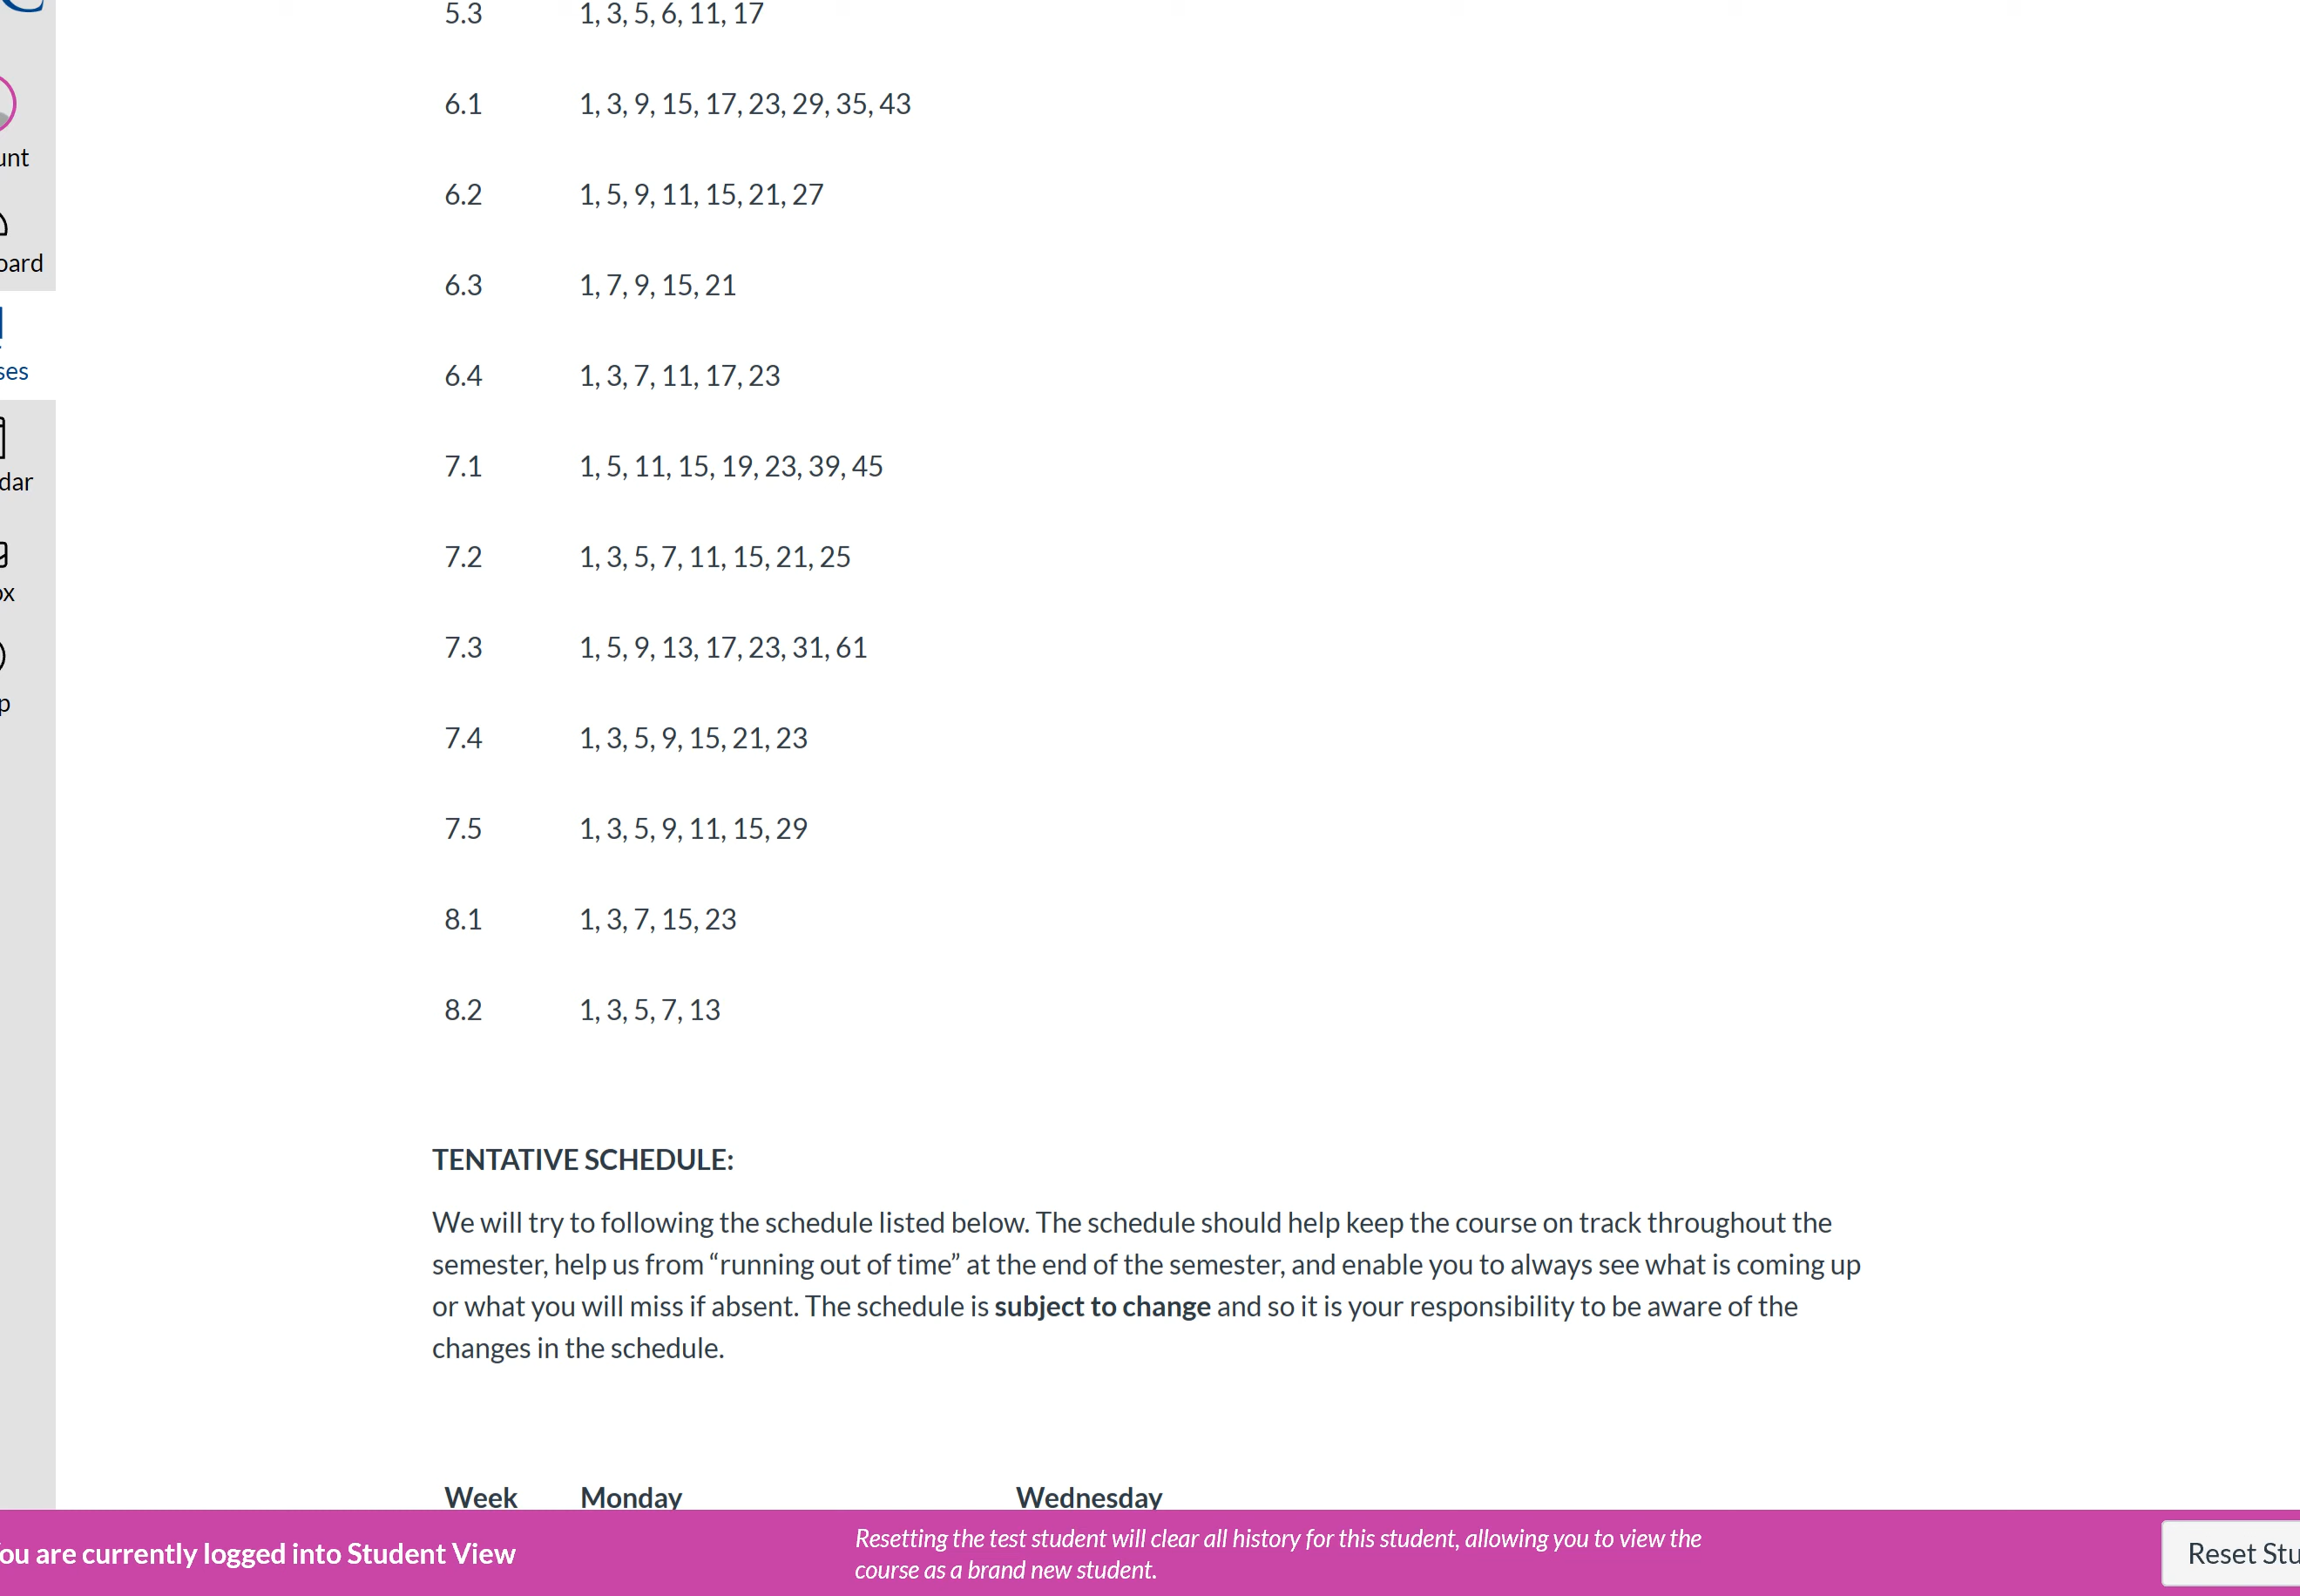 5.3 1, 3, 5, 6, 11, 17
6.1 1, 3, 9, 15, 17, 23, 29, 35, 43
6.2 1, 5, 9, 11, 15, 21, 27
6.3 1, 7, 9, 15, 21
6.4 1, 3, 7, 11, 17, 23
7.1 1, 5, 11, 15, 19, 23, 39, 45
7.2 1, 3, 5, 7, 11, 15, 21, 25
7.3 1, 5, 9, 13, 17, 23, 31, 61
7.4 1, 3, 5, 9, 15, 21, 23
7.5 1, 3, 5, 9, 11, 15, 29
8.1 1, 3, 7, 15, 23
8.2 1, 3, 5, 7, 13
TENTATIVE SCHEDULE:
We will try to following the schedule listed below. The schedule should help keep the course on track throughout the
semester, help us from “running out of time” at the end of the semester, and enable you to always see what is coming up
or what you will miss if absent. The schedule is subject to change and so it is your responsibility to be aware of the
changes in the schedule.
Week Monday Wednesday
ou are currently logged into Student View
Resetting the test student will clear all history for this student, allowing you to view the
course as a brand new student.
Reset Stu
unt
oard
ses
dar
ox
p